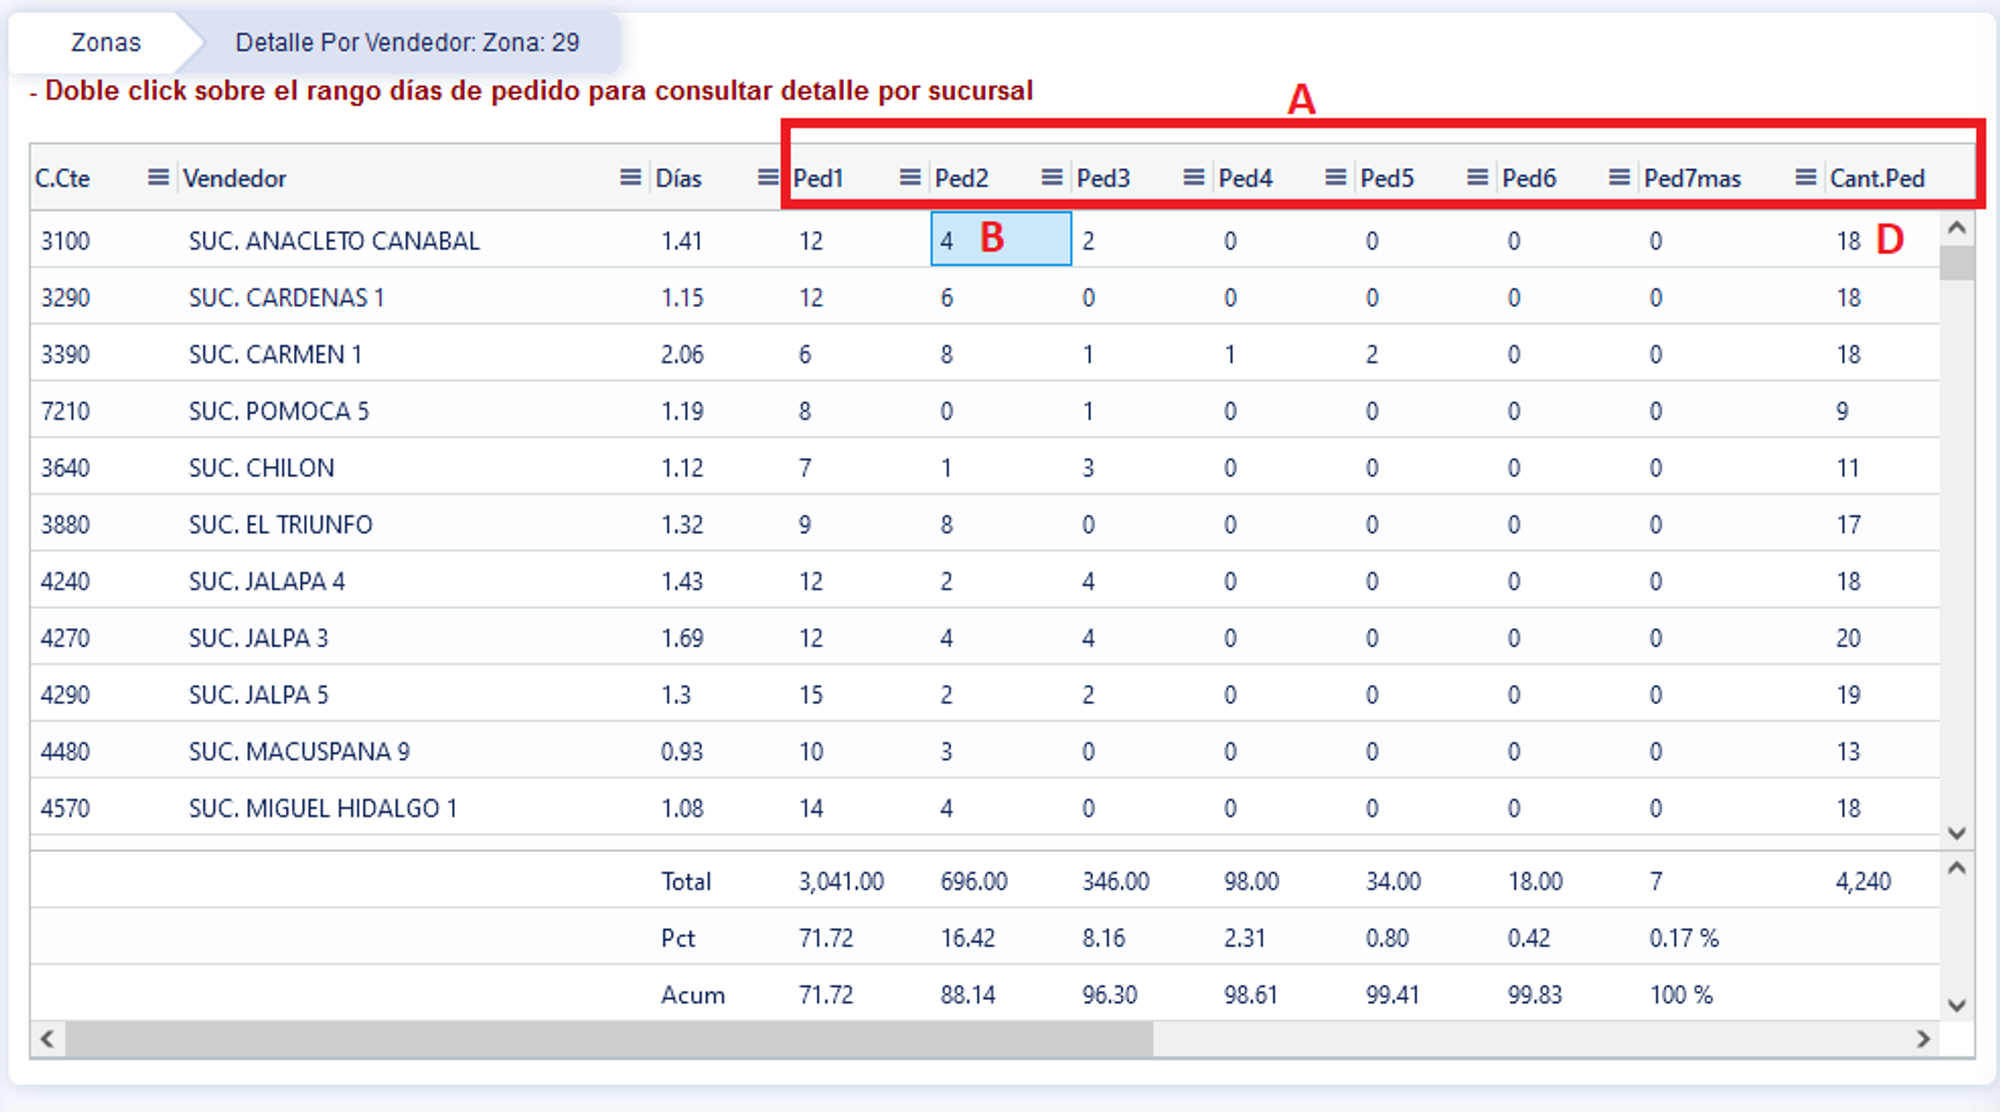 Zonas Detalle Por Vendedor: Zona: 29
- Doble click sobre el rango días de pedido para consultar detalle por sucursal
A
C.Cte Vendedor Días Ped1 Ped2 Ped3 Ped4 Ped5 Ped6 Ped7mas Cant.Ped
3100 SUC. ANACLETO CANABAL 1.41 12 4 B 2 0 0 0 0 18 D
3290 SUC. CARDENAS 1 1.15 12 6 0 0 0 0 0 18
3390 SUC. CARMEN 1 2.06 6 8 1 1 2 0 0 18
7210 SUC. POMOCA 5 1.19 8 0 1 0 0 0 0 9
3640 SUC. CHILON 1.12 7 1 3 0 0 0 0 11
3880 SUC. EL TRIUNFO 1.32 9 8 0 0 0 0 0 17
4240 SUC. JALAPA 4 1.43 12 2 4 0 0 0 0 18
4270 SUC. JALPA 3 1.69 12 4 4 0 0 0 0 20
4290 SUC. JALPA 5 1.3 15 2 2 0 0 0 0 19
4480 SUC. MACUSPANA 9 0.93 10 3 0 0 0 0 0 13
4570 SUC. MIGUEL HIDALGO 1 1.08 14 4 0 0 0 0 0 18
Total 3,041.00 696.00 346.00 98.00 34.00 18.00 7 4,240
Pct 71.72 16.42 8.16 2.31 0.80 0.42 0.17 %
Acum 71.72 88.14 96.30 98.61 99.41 99.83 100 %